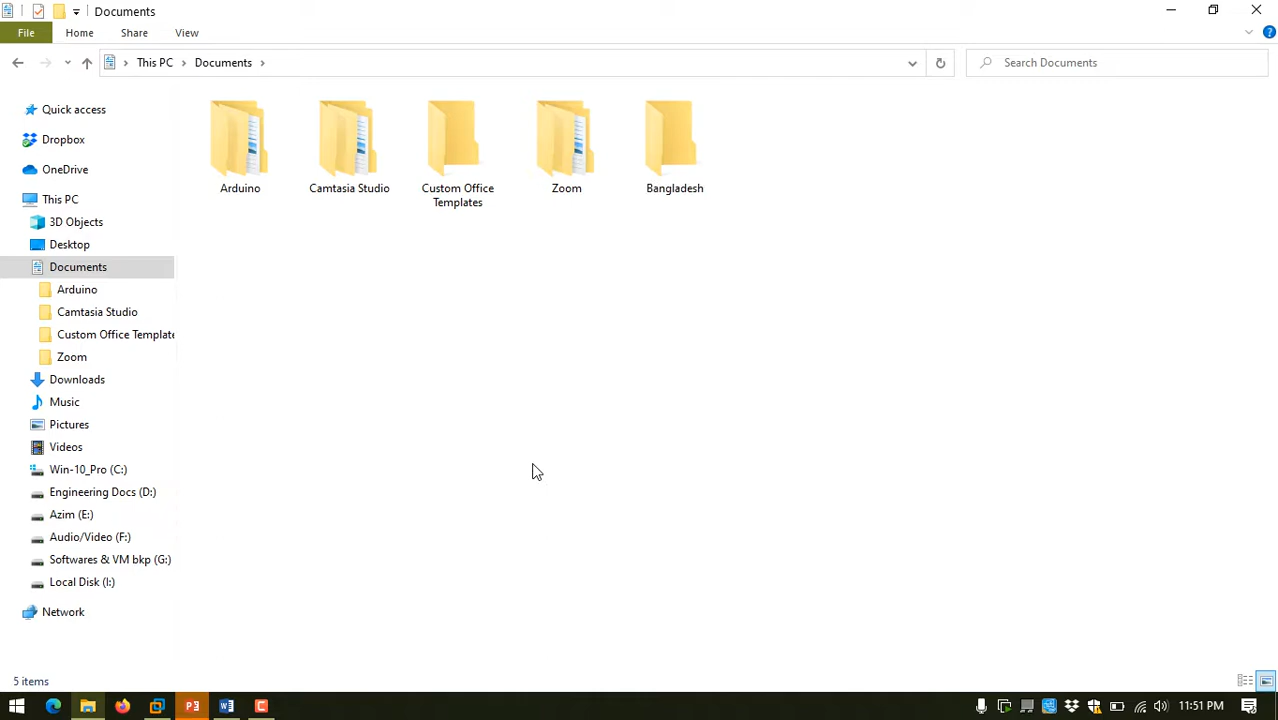 Documents
File Home Share View
This PC Documents
Search Documents
Quick access
Dropbox
OneDrive
This PC
3D Objects
Desktop
Documents
Arduino
Camtasia Studio
Custom Office Template
Zoom
Downloads
Music
Pictures
Videos
Win-10_Pro (C:)
Engineering Docs (D:)
Azim (E:)
Audio/Video (F:)
Softwares & VM bkp (G:)
Local Disk (I:)
Network
Arduino
Camtasia Studio
Custom Office
Templates
Zoom
Bangladesh
5 items
11:51 PM